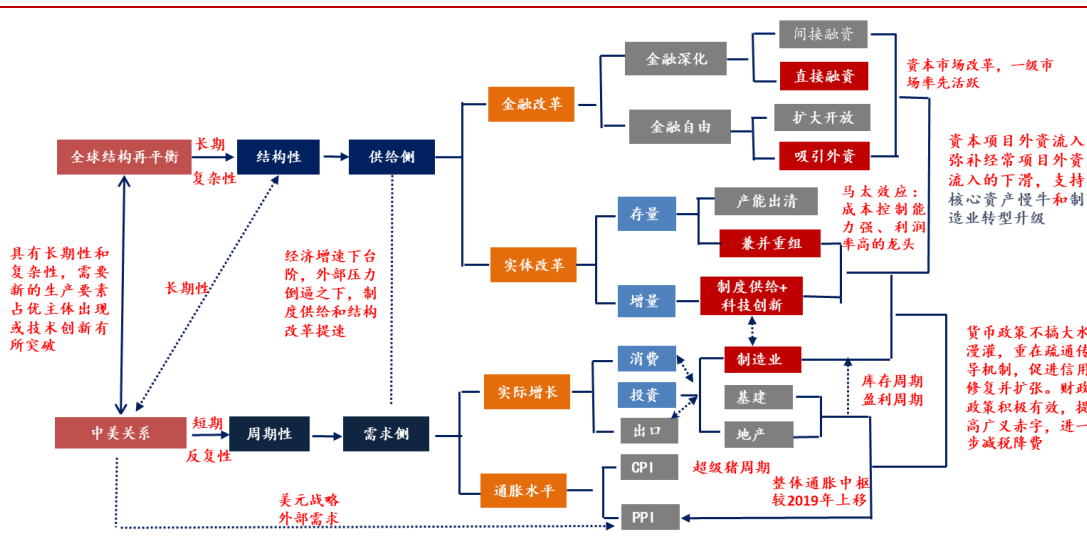 间接融资
金融深化
直接融资
资本市场改革，一级市
场率先活跃
金融改革
扩大开放
金融自由
吸引外资
全球结构再平衡
长期
复杂性
结构性
供给侧
资本项目外资流入
弥补经常项目外资
流入的下滑，支持
核心资产慢牛和制
造业转型升级
存量
产能出清
马太效应：
成本控制能
力强、利润
率高的龙头
兼并重组
实体改革
增量
制度供给+
科技创新
具有长期性和
复杂性，需要
新的生产要素
占优主体出现
或技术创新有
所突破
长期性
经济增速下台
阶，外部压力
倒逼之下，制
度供给和结构
改革提速
消费
制造业
实际增长
投资
基建
库存周期
盈利周期
出口
地产
货币政策不搞大水
漫灌，重在疏通传
导机制，促进信用
修复并扩张。财政
政策积极有效，提
高广义赤字，进一
步减税降费
中美关系
短期
反复性
周期性
需求侧
CPI
超级猪周期
通胀水平
整体通胀中枢
较2019年上移
PPI
美元战略
外部需求